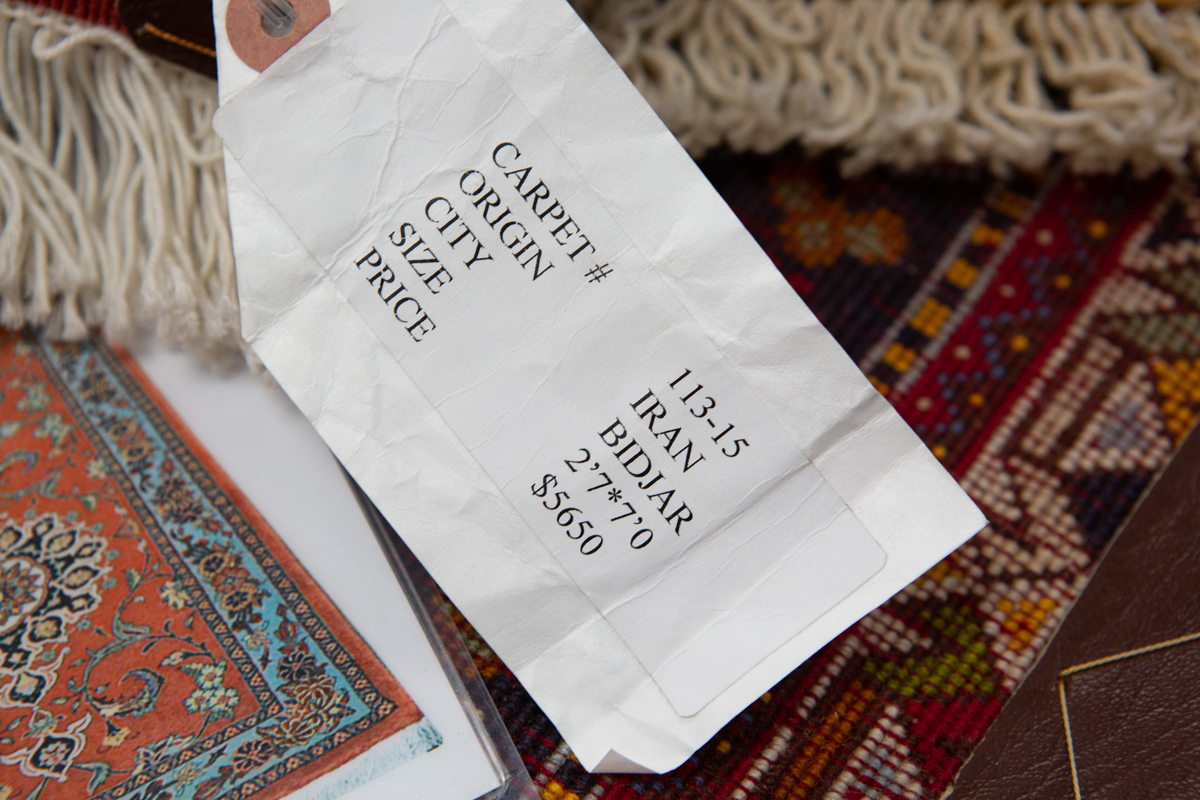 CARPET # 113-15
ORIGIN IRAN
CITY BIDJAR
SIZE 2’7*7’0
PRICE $5650